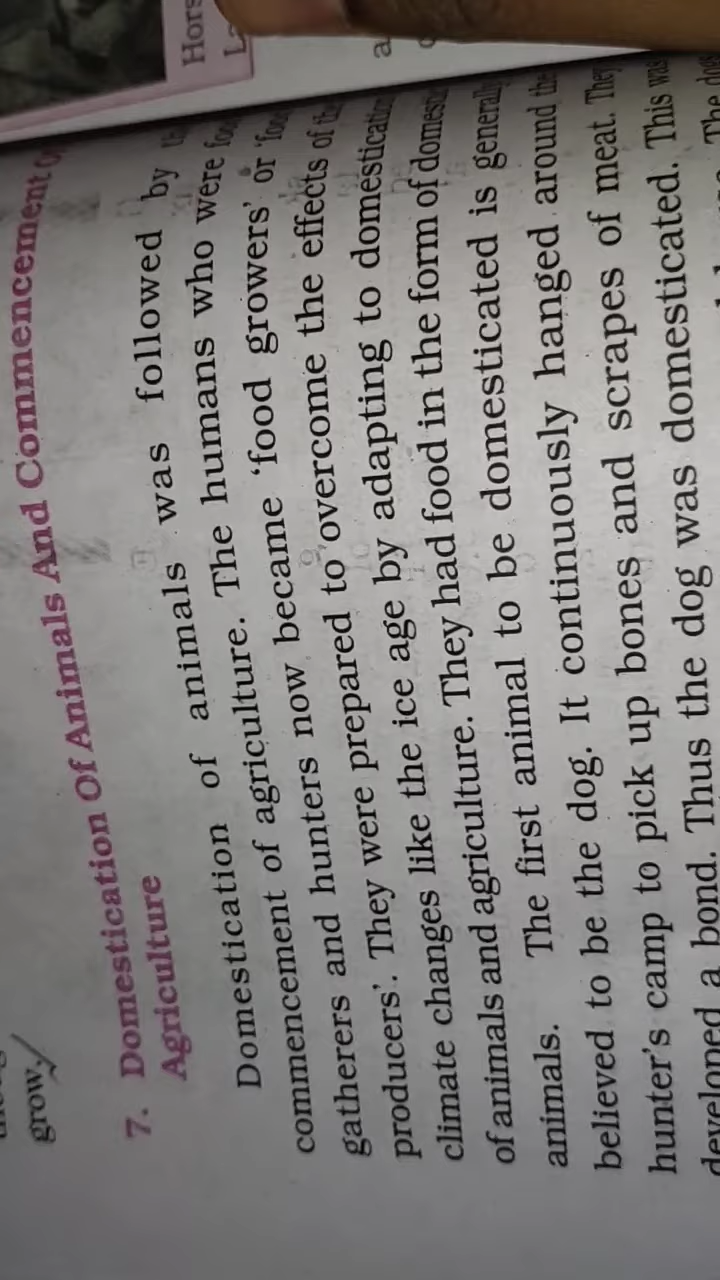 grow.
7. Domestication Of Animals And Commencement
Agriculture
Domestication of animals was followed by
commencement of agriculture. The humans who were
gatherers and hunters now became ‘food growers’ or
producers’. They were prepared to overcome the effects of
climate changes like the ice age by adapting to
of animals and agriculture. They had food in the form of
animals. The first animal to be domesticated is generally
believed to be the dog. It continuously hanged around the
hunter’s camp to pick up bones and scrapes of meat. They
developed a bond. Thus the dog was domesticated. This was